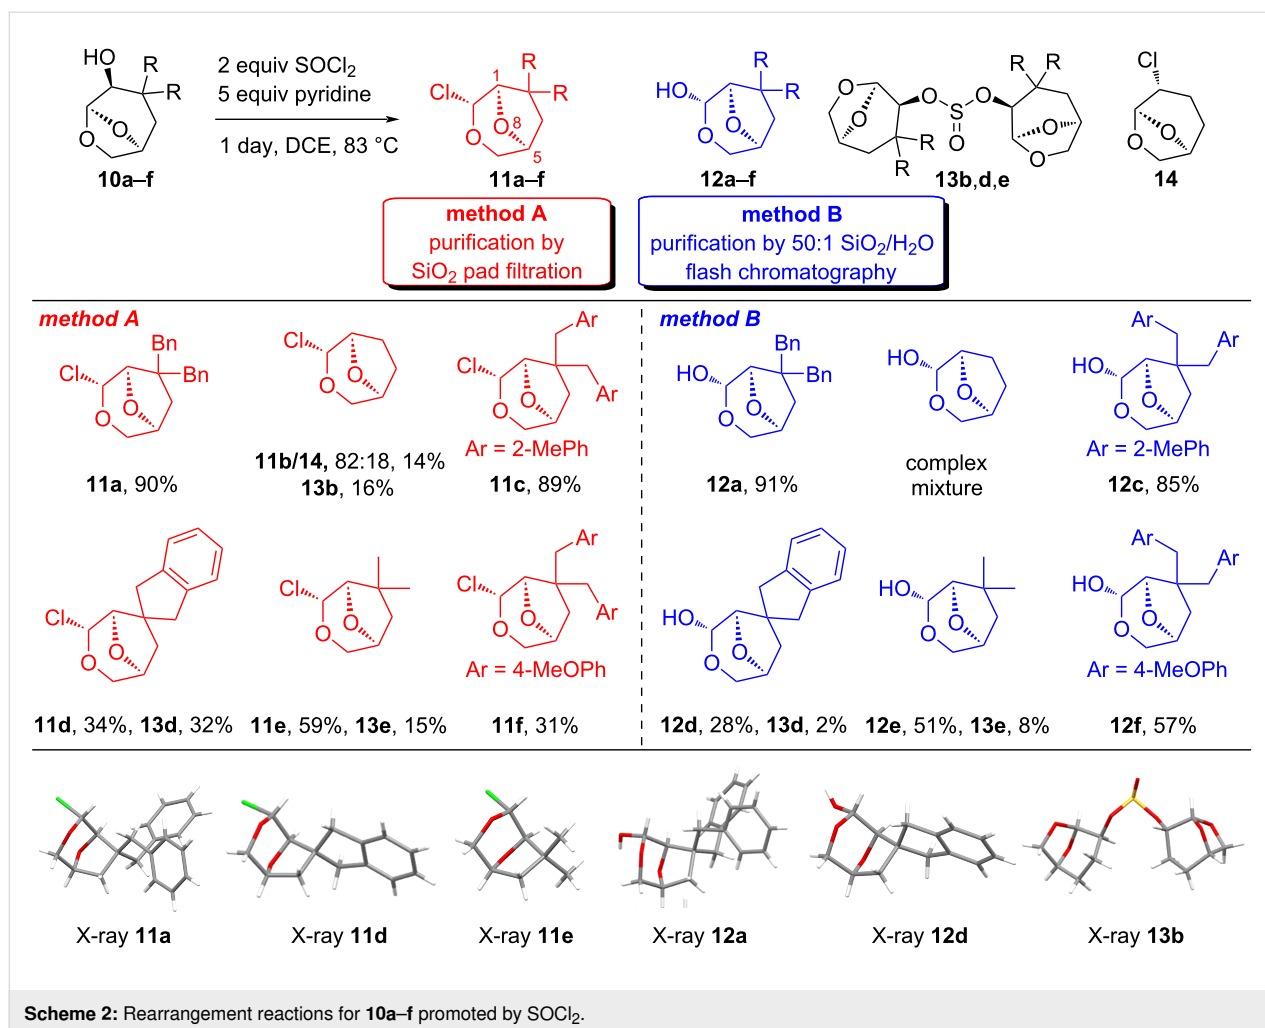 HO
R
R
O
O
10a–f
2 equiv SOCl2
5 equiv pyridine
1 day, DCE, 83 °C
Cl
1
R
R
O
8
O
5
11a–f
HO
R
R
O
O
12a–f
O
O
O
S
O
O
R
R
R
R
O
O
13b,d,e
Cl
O
O
14
method A
purification by
SiO2 pad filtration
method B
purification by 50:1 SiO2/H2O
flash chromatography
method A
Cl
Bn
Bn
O
O
11a, 90%
Cl
O
O
11b/14, 82:18, 14%
13b, 16%
Cl
Ar
Ar
O
O
Ar = 2-MePh
11c, 89%
Cl
O
O
11d, 34%, 13d, 32%
Cl
O
O
11e, 59%, 13e, 15%
Cl
Ar
Ar
O
O
Ar = 4-MeOPh
11f, 31%
method B
HO
Bn
Bn
O
O
12a, 91%
HO
O
O
complex
mixture
Ar
Ar
HO
O
O
Ar = 2-MePh
12c, 85%
HO
O
O
12d, 28%, 13d, 2%
HO
O
O
12e, 51%, 13e, 8%
Ar
Ar
HO
O
O
Ar = 4-MeOPh
12f, 57%
X-ray 11a
X-ray 11d
X-ray 11e
X-ray 12a
X-ray 12d
X-ray 13b
Scheme 2: Rearrangement reactions for 10a–f promoted by SOCl2.